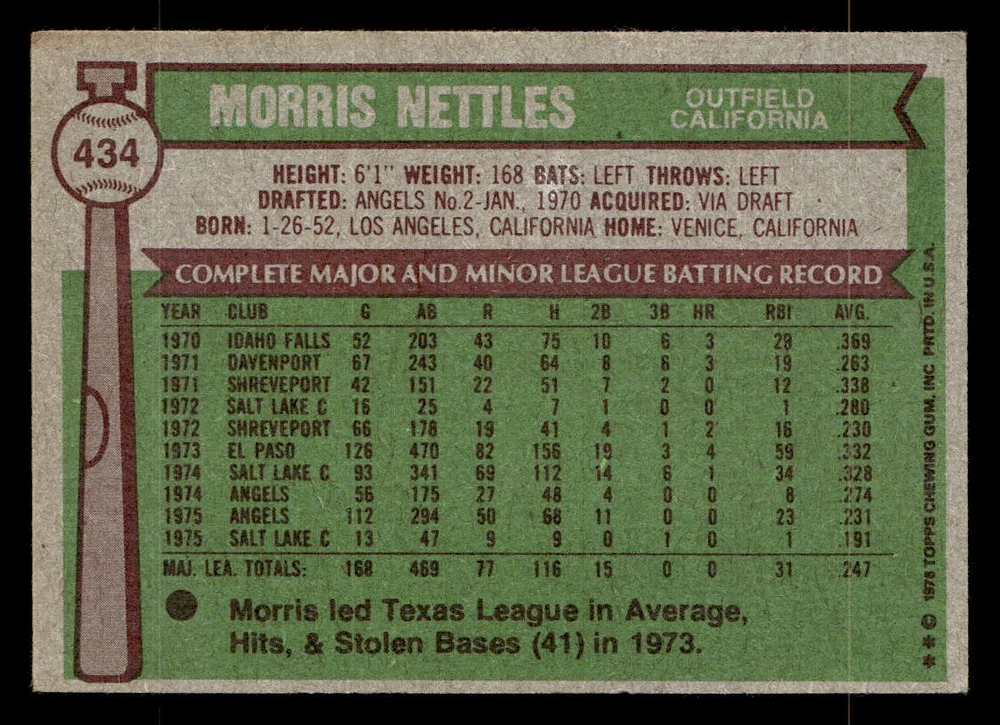 434
MORRIS NETTLES
OUTFIELD
CALIFORNIA
HEIGHT: 6'1" WEIGHT: 168 BATS: LEFT THROWS: LEFT
DRAFTED: ANGELS No.2-JAN., 1970 ACQUIRED: VIA DRAFT
BORN: 1-26-52, LOS ANGELES, CALIFORNIA HOME: VENICE, CALIFORNIA
COMPLETE MAJOR AND MINOR LEAGUE BATTING RECORD
YEAR CLUB G AB R H 2B 3B HR RBI AVG.
1970 IDAHO FALLS 52 203 43 75 10 6 3 29 .369
1971 DAVENPORT 67 243 40 64 8 8 3 19 .263
1971 SHREVEPORT 42 151 22 51 7 2 0 12 .338
1972 SALT LAKE C 16 25 4 7 1 0 0 1 .280
1972 SHREVEPORT 66 178 19 41 4 1 2 16 .230
1973 EL PASO 126 470 82 156 19 3 4 59 .332
1974 SALT LAKE C 93 341 69 112 14 6 1 34 .328
1974 ANGELS 56 175 27 48 4 0 0 8 .274
1975 ANGELS 112 294 50 68 11 0 0 23 .231
1975 SALT LAKE C 13 47 9 9 0 1 0 1 .191
MAJ. LEA. TOTALS: 168 469 77 116 15 0 0 31 .247
Morris led Texas League in Average,
Hits, & Stolen Bases (41) in 1973.
** © 1976 TOPPS CHEWING GUM, INC PRTD. IN U.S.A.